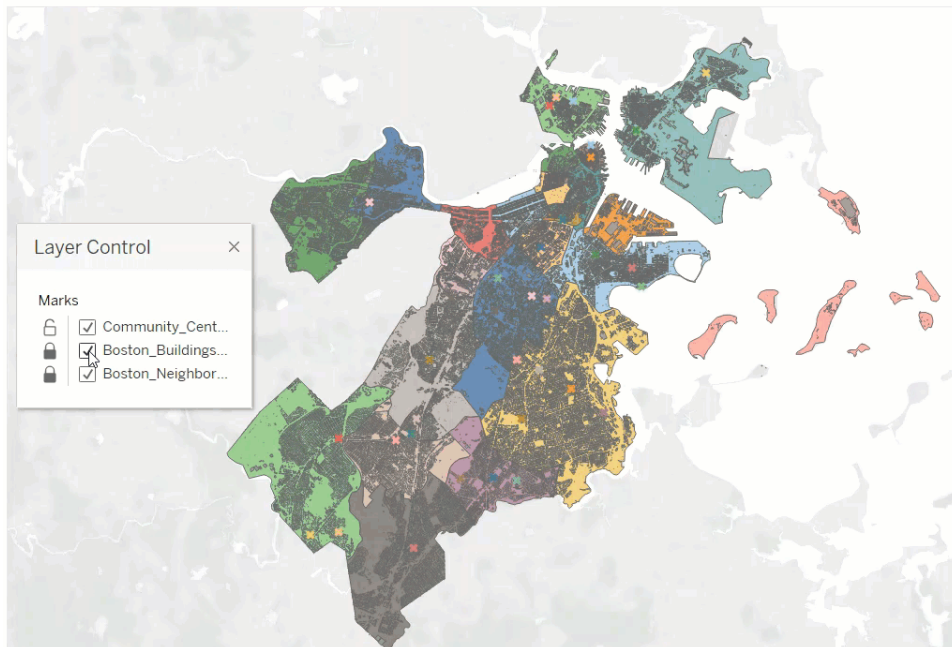 Layer Control
Marks
Community_Cent...
Boston_Buildings...
Boston_Neighbor...